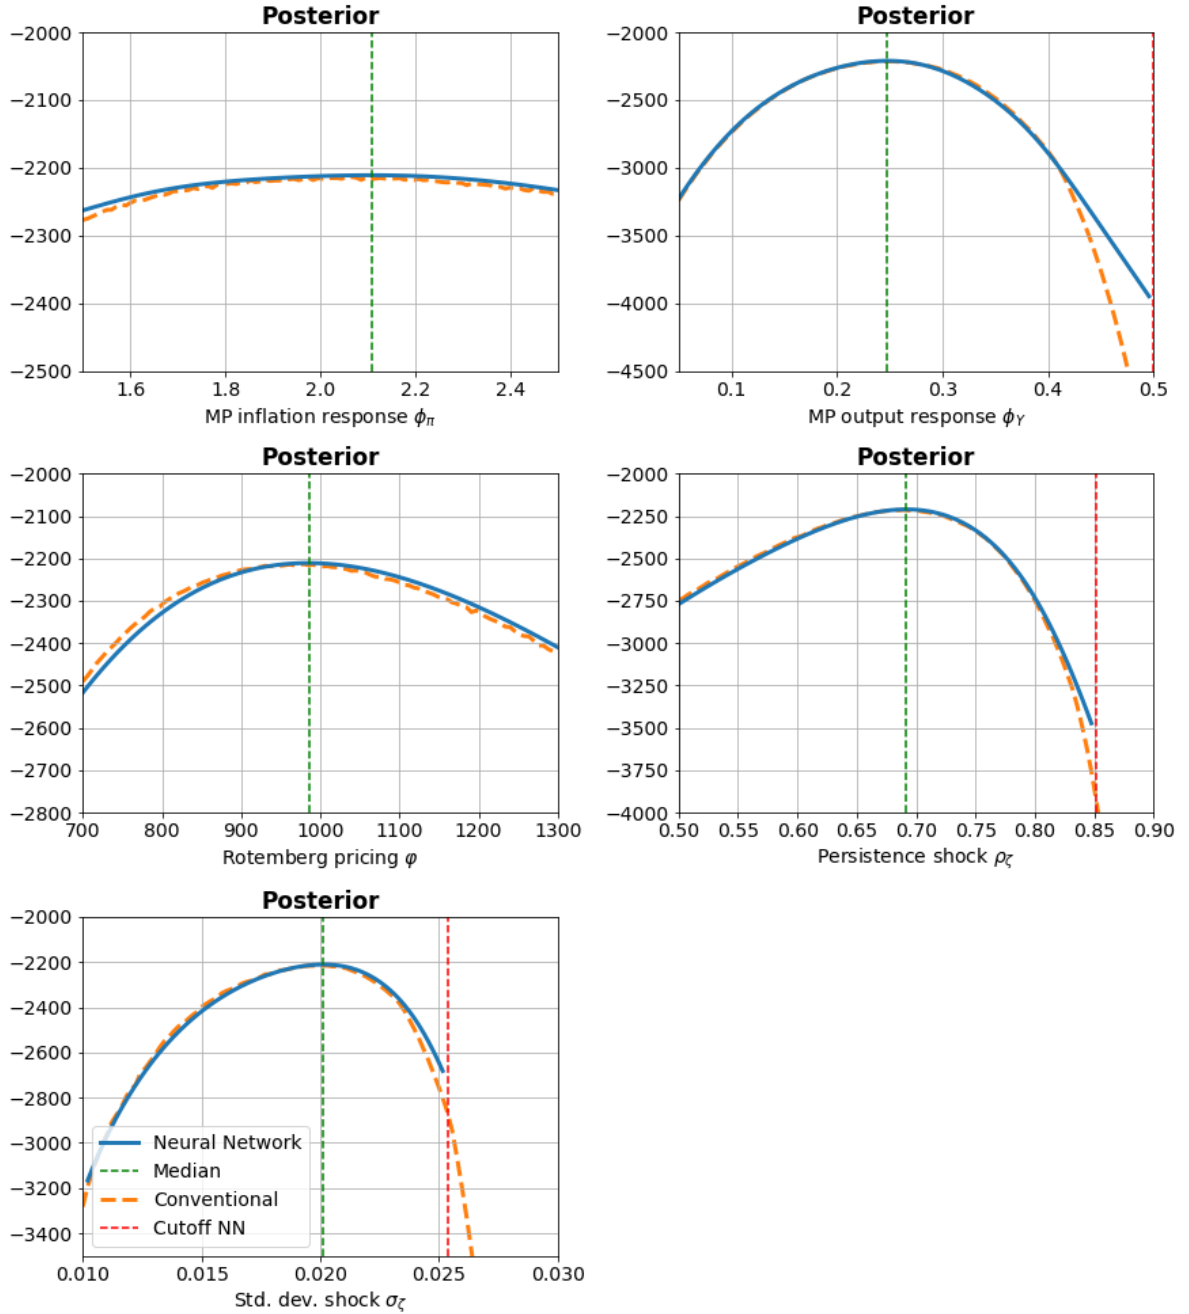 Posterior
−2000
−2100
−2200
−2300
−2400
−2500
1.6 1.8 2.0 2.2 2.4
MP inflation response ϕπ
Posterior
−2000
−2500
−3000
−3500
−4000
−4500
0.1 0.2 0.3 0.4 0.5
MP output response ϕY
Posterior
−2000
−2100
−2200
−2300
−2400
−2500
−2600
−2700
−2800
700 800 900 1000 1100 1200 1300
Rotemberg pricing φ
Posterior
−2000
−2250
−2500
−2750
−3000
−3250
−3500
−3750
−4000
0.50 0.55 0.60 0.65 0.70 0.75 0.80 0.85 0.90
Persistence shock ρζ
Posterior
−2000
−2200
−2400
−2600
−2800
−3000
−3200
−3400
0.010 0.015 0.020 0.025 0.030
Std. dev. shock σζ
Neural Network
Median
Conventional
Cutoff NN